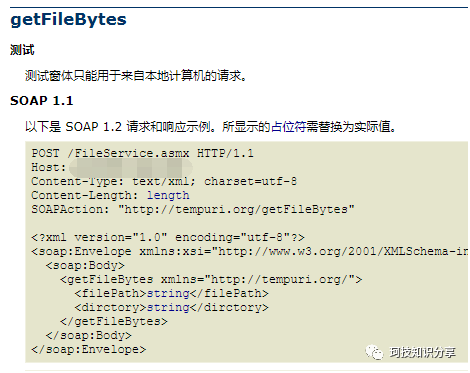 getFileBytes
测试
测试窗体只能用于来自本地计算机的请求。
SOAP 1.1
以下是 SOAP 1.2 请求和响应示例。所显示的占位符需替换为实际值。
POST /FileService.asmx HTTP/1.1
Host:
Content-Type: text/xml; charset=utf-8
Content-Length: length
SOAPAction: "http://tempuri.org/getFileBytes"
<?xml version="1.0" encoding="utf-8"?>
<soap:Envelope xmlns:xsi="http://www.w3.org/2001/XMLSchema-in
<soap:Body>
<getFileBytes xmlns="http://tempuri.org/">
<filePath>string</filePath>
<dirctory>string</dirctory>
</getFileBytes>
</soap:Body>
</soap:Envelope>
珂技知识分享